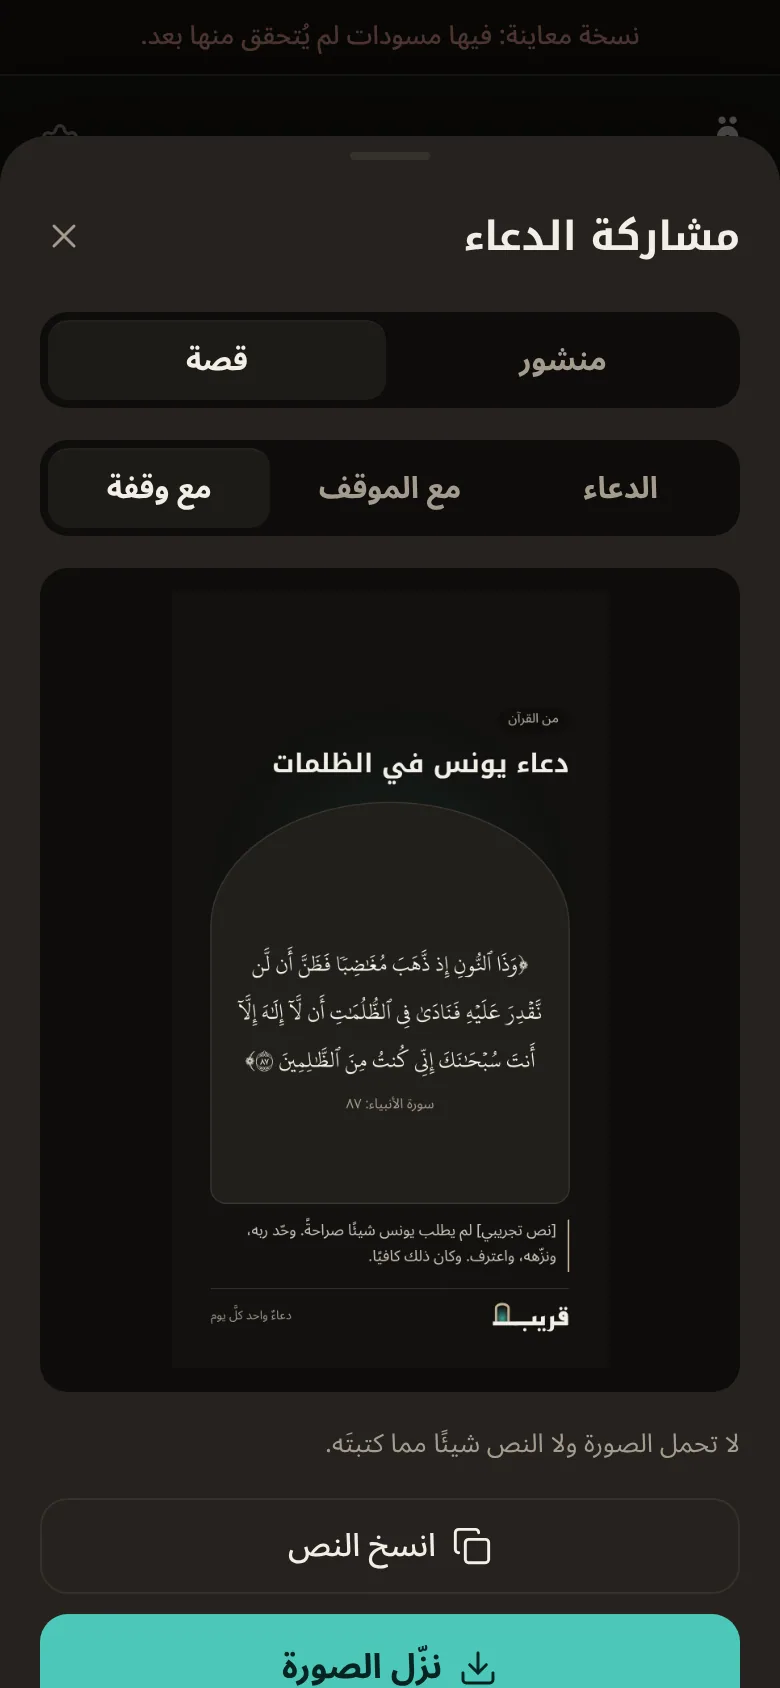 نسخة معاينة: فيها مسودات لم يُتحقق منها بعد.
مشاركة الدعاء
منشور
قصة
الدعاء
مع الموقف
مع وقفة
من القرآن
دعاء يونس في الظلمات
﴿وَذَا ٱلنُّونِ إِذ ذَّهَبَ مُغَٰضِبٗا فَظَنَّ أَن لَّن
نَّقۡدِرَ عَلَيۡهِ فَنَادَىٰ فِي ٱلظُّلُمَٰتِ أَن لَّآ إِلَٰهَ إِلَّآ
أَنتَ سُبۡحَٰنَكَ إِنِّي كُنتُ مِنَ ٱلظَّٰلِمِينَ ٨٧﴾
سورة الأنبياء: ٨٧
[نص تجريبي] لم يطلب يونس شيئًا صراحةً. وحّد ربه،
ونزّهه، واعترف. وكان ذلك كافيًا.
قريب
دعاءٌ واحد كلَّ يوم
لا تحمل الصورة ولا النص شيئًا مما كتبتَه.
انسخ النص
نزّل الصورة